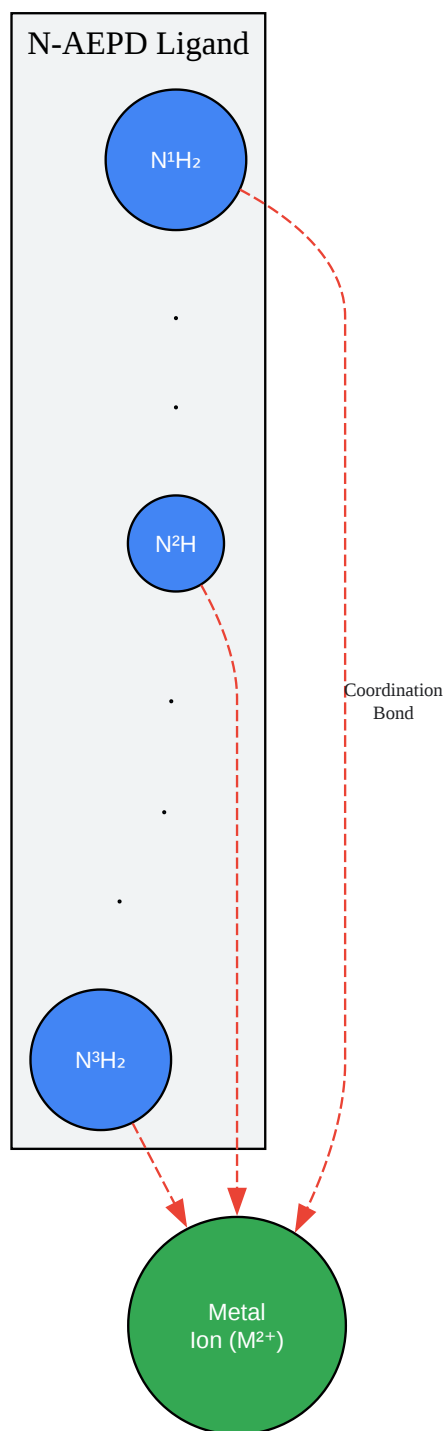 N-AEPD Ligand
N¹H₂
N²H
Coordination
Bond
N³H₂
Metal
Ion (M²⁺)